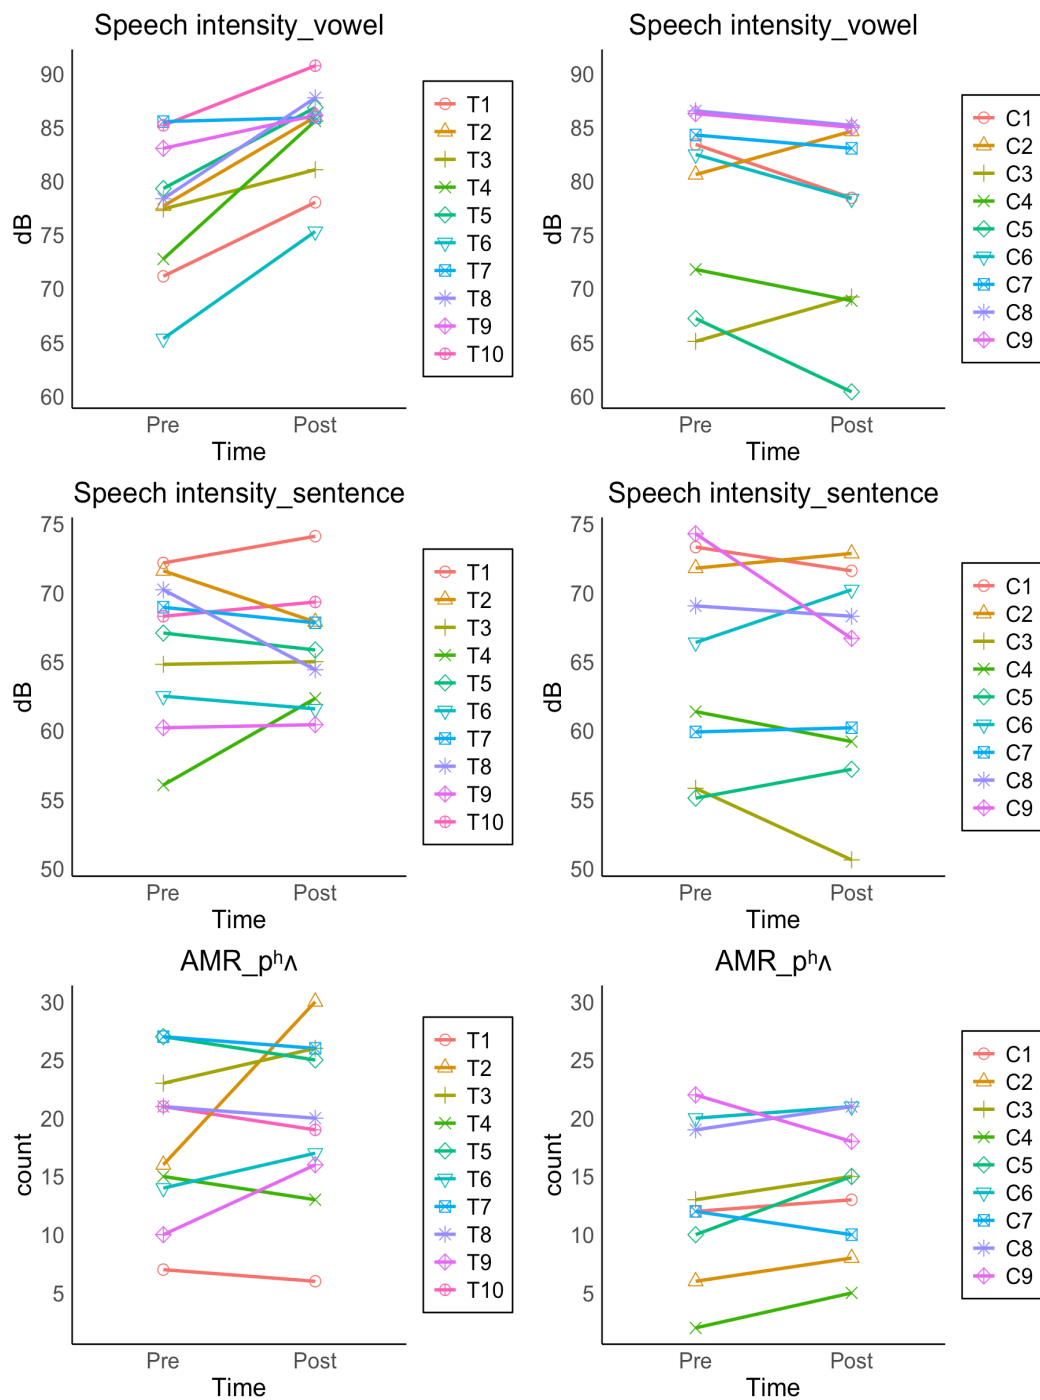 Speech intensity_vowel
dB
90
85
80
75
70
65
60
Pre
Post
Time
T1
T2
T3
T4
T5
T6
T7
T8
T9
T10
Speech intensity_vowel
dB
90
85
80
75
70
65
60
Pre
Post
Time
C1
C2
C3
C4
C5
C6
C7
C8
C9
Speech intensity_sentence
dB
75
70
65
60
55
50
Pre
Post
Time
T1
T2
T3
T4
T5
T6
T7
T8
T9
T10
Speech intensity_sentence
dB
75
70
65
60
55
50
Pre
Post
Time
C1
C2
C3
C4
C5
C6
C7
C8
C9
AMR_pʰʌ
count
30
25
20
15
10
5
Pre
Post
Time
T1
T2
T3
T4
T5
T6
T7
T8
T9
T10
AMR_pʰʌ
count
30
25
20
15
10
5
Pre
Post
Time
C1
C2
C3
C4
C5
C6
C7
C8
C9